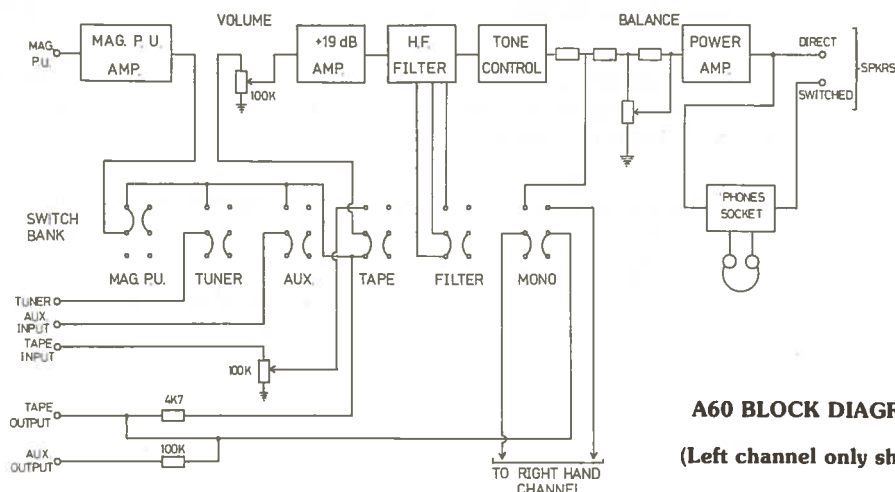 VOLUME
BALANCE
MAG.
P.U.
MAG. P. U.
AMP.
+19 dB
AMP.
H.F.
FILTER
TONE
CONTROL
POWER
AMP.
DIRECT
SPKRS
SWITCHED
100K
'PHONES
SOCKET
SWITCH
BANK
MAG. P.U.
TUNER
AUX.
TAPE
FILTER
MONO
TUNER
AUX.
INPUT
TAPE
INPUT
100K
TAPE
OUTPUT
4K7
AUX.
OUTPUT
100K
TO RIGHT HAND
CHANNEL
A60 BLOCK DIAGR
(Left channel only sh